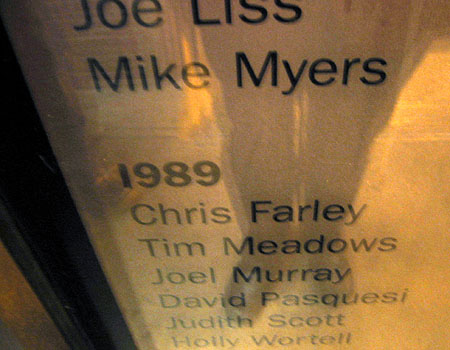 Joe Liss
Mike Myers
1989
Chris Farley
Tim Meadows
Joel Murray
David Pasquesi
Judith Scott
Holly Wortell